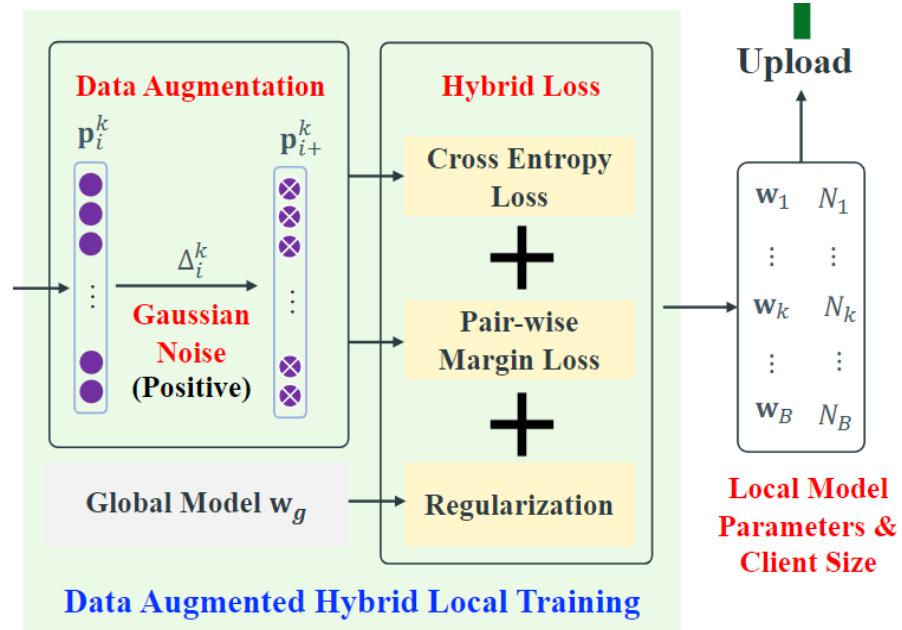 Upload
Data Augmentation
Hybrid Loss
p_i^k
p_{i+}^k
Cross Entropy
Loss
Δ_i^k
⋮
⋮
Gaussian
Noise
(Positive)
+
Pair-wise
Margin Loss
+
Global Model w_g
Regularization
w_1 N_1
⋮ ⋮
w_k N_k
⋮ ⋮
w_B N_B
Local Model
Parameters &
Client Size
Data Augmented Hybrid Local Training